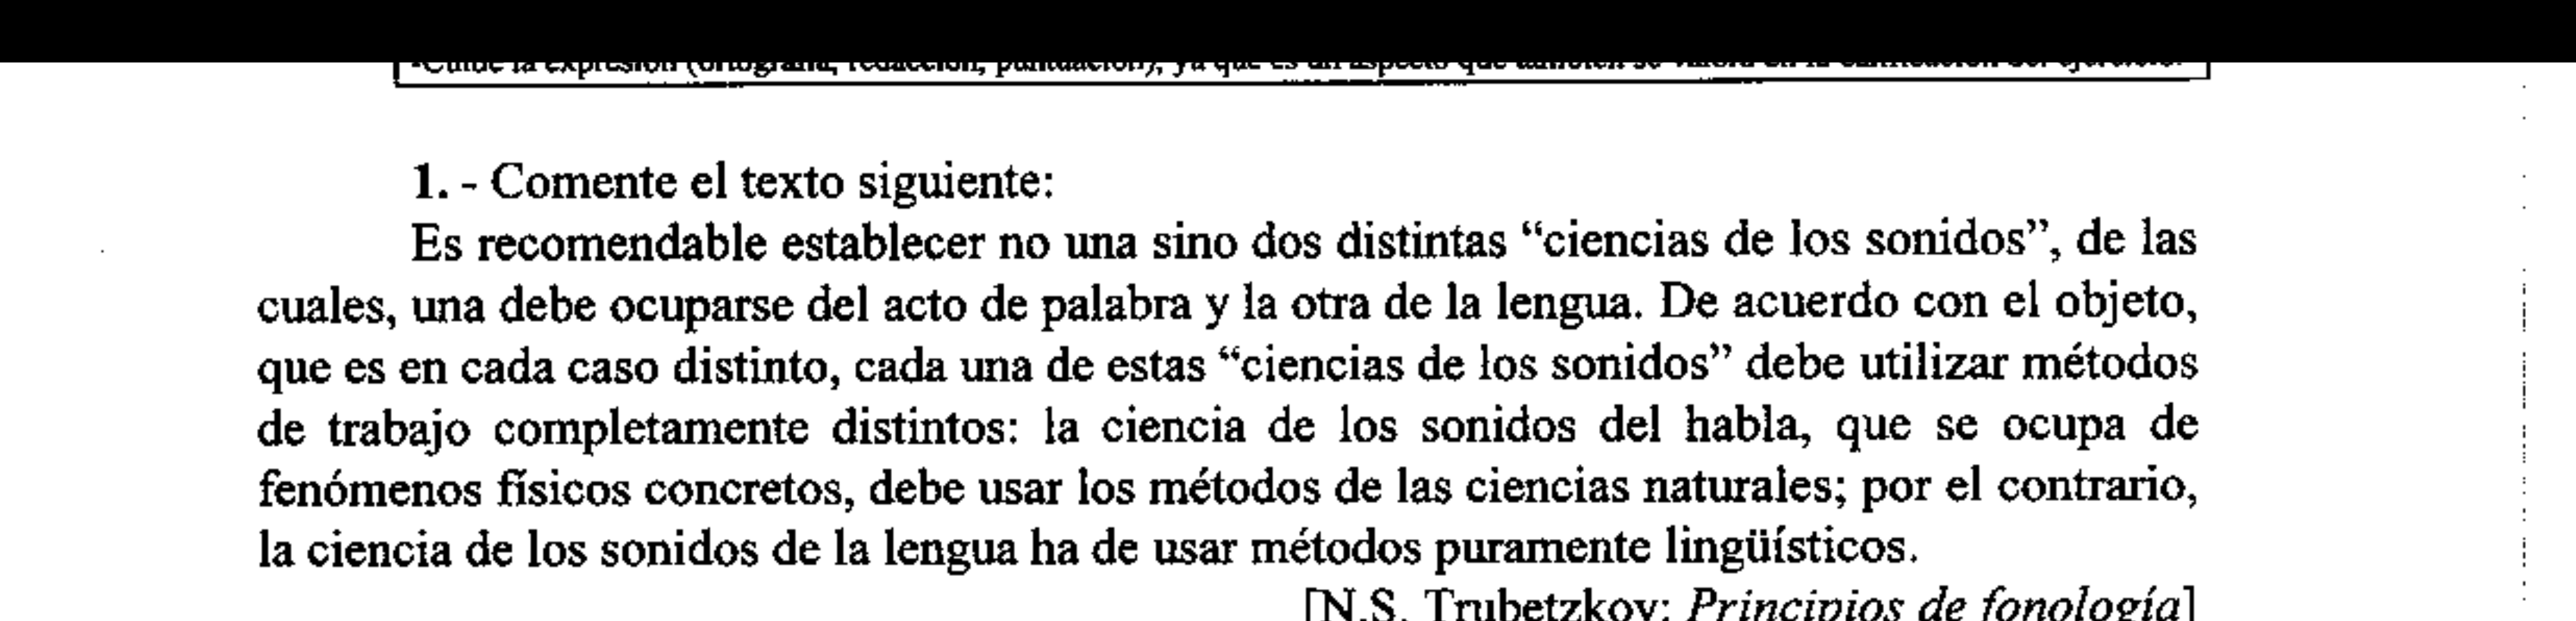 -Cuide la expresión (ortografía, redacción, puntuación), ya que es un aspecto que también se valora en la calificación del ejercicio.
1. - Comente el texto siguiente:
Es recomendable establecer no una sino dos distintas “ciencias de los sonidos”, de las
cuales, una debe ocuparse del acto de palabra y la otra de la lengua. De acuerdo con el objeto,
que es en cada caso distinto, cada una de estas “ciencias de los sonidos” debe utilizar métodos
de trabajo completamente distintos: la ciencia de los sonidos del habla, que se ocupa de
fenómenos físicos concretos, debe usar los métodos de las ciencias naturales; por el contrario,
la ciencia de los sonidos de la lengua ha de usar métodos puramente lingüísticos.
[N.S. Trubetzkoy: Principios de fonología]